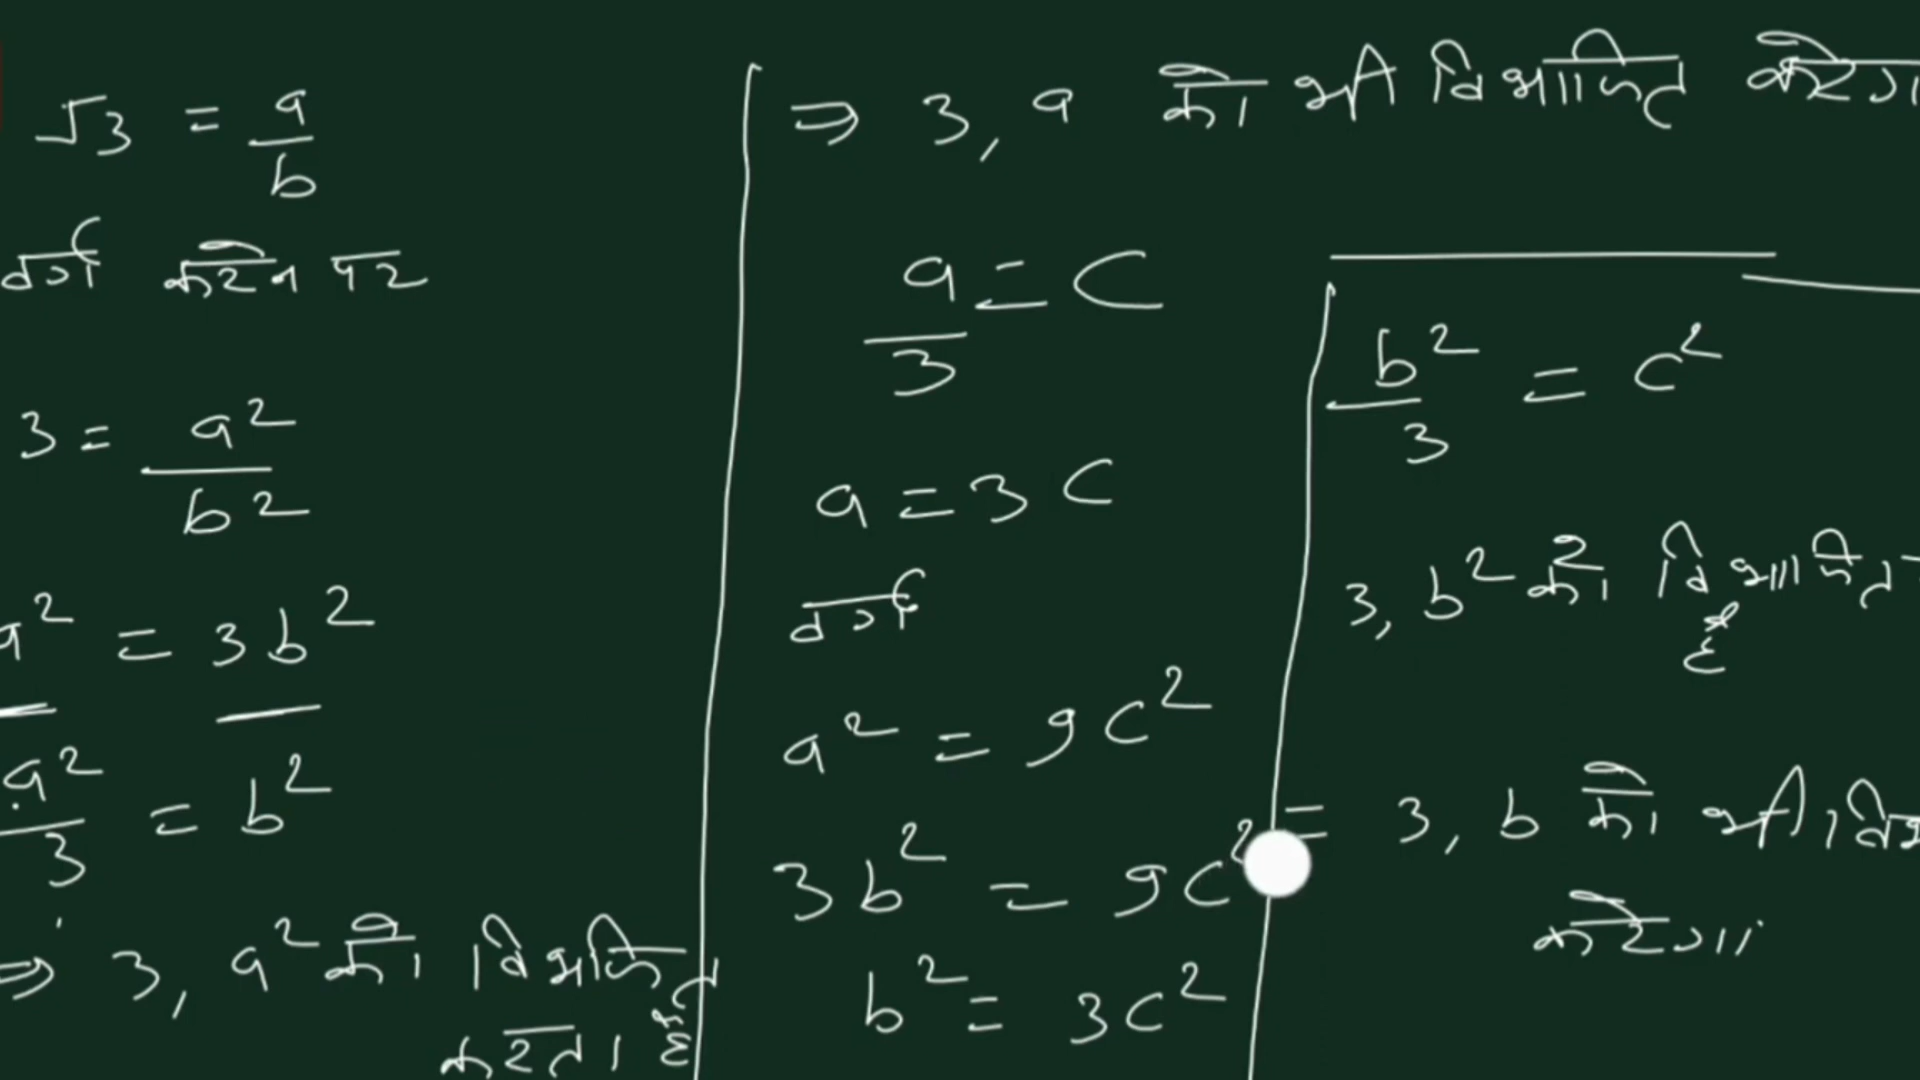 √3 = a/b
वर्ग करने पर
3 = a²/b²
a² = 3b²
a²/3 = b²
⇒ 3, a² को विभाजित
करता है
⇒ 3, a को भी विभाजित करेगा
a/3 = c
a = 3c
वर्ग
a² = 9c²
3b² = 9c²
b² = 3c²
b²/3 = c²
3, b² को विभाजित
है
= 3, b को भी
करेगा